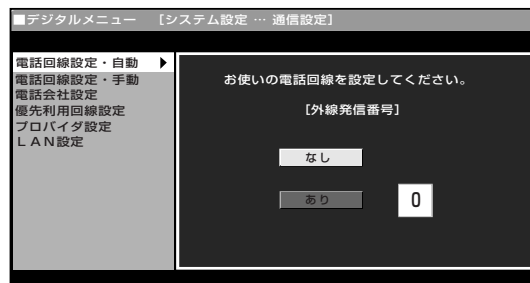 ■デジタルメニュー　[システム設定 … 通信設定]
電話回線設定・自動 ▶
電話回線設定・手動
電話会社設定
優先利用回線設定
プロバイダ設定
ＬＡＮ設定
お使いの電話回線を設定してください。
[外線発信番号]
なし
あり 0